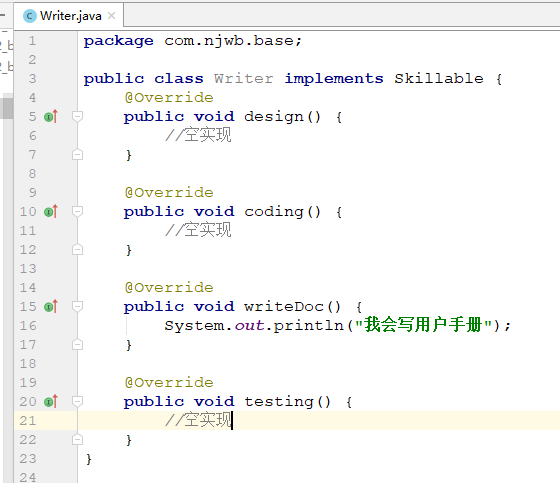 Writer.java
1 package com.njwb.base;
2
3 public class Writer implements Skillable {
4 @Override
5 public void design() {
6 //空实现
7 }
8
9 @Override
10 public void coding() {
11 //空实现
12 }
13
14 @Override
15 public void writeDoc() {
16 System.out.println("我会写用户手册");
17 }
18
19 @Override
20 public void testing() {
21 //空实现
22 }
23 }
24